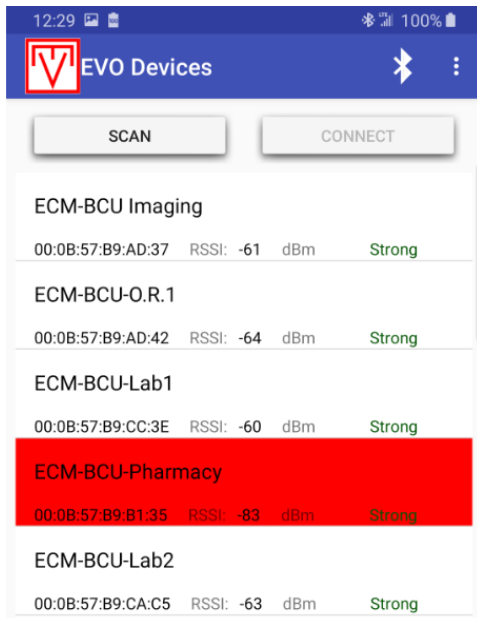 12:29 100%
EVO Devices
SCAN CONNECT
ECM-BCU Imaging
00:0B:57:B9:AD:37 RSSI: -61 dBm Strong
ECM-BCU-O.R.1
00:0B:57:B9:AD:42 RSSI: -64 dBm Strong
ECM-BCU-Lab1
00:0B:57:B9:CC:3E RSSI: -60 dBm Strong
ECM-BCU-Pharmacy
00:0B:57:B9:B1:35 RSSI: -83 dBm Strong
ECM-BCU-Lab2
00:0B:57:B9:CA:C5 RSSI: -63 dBm Strong